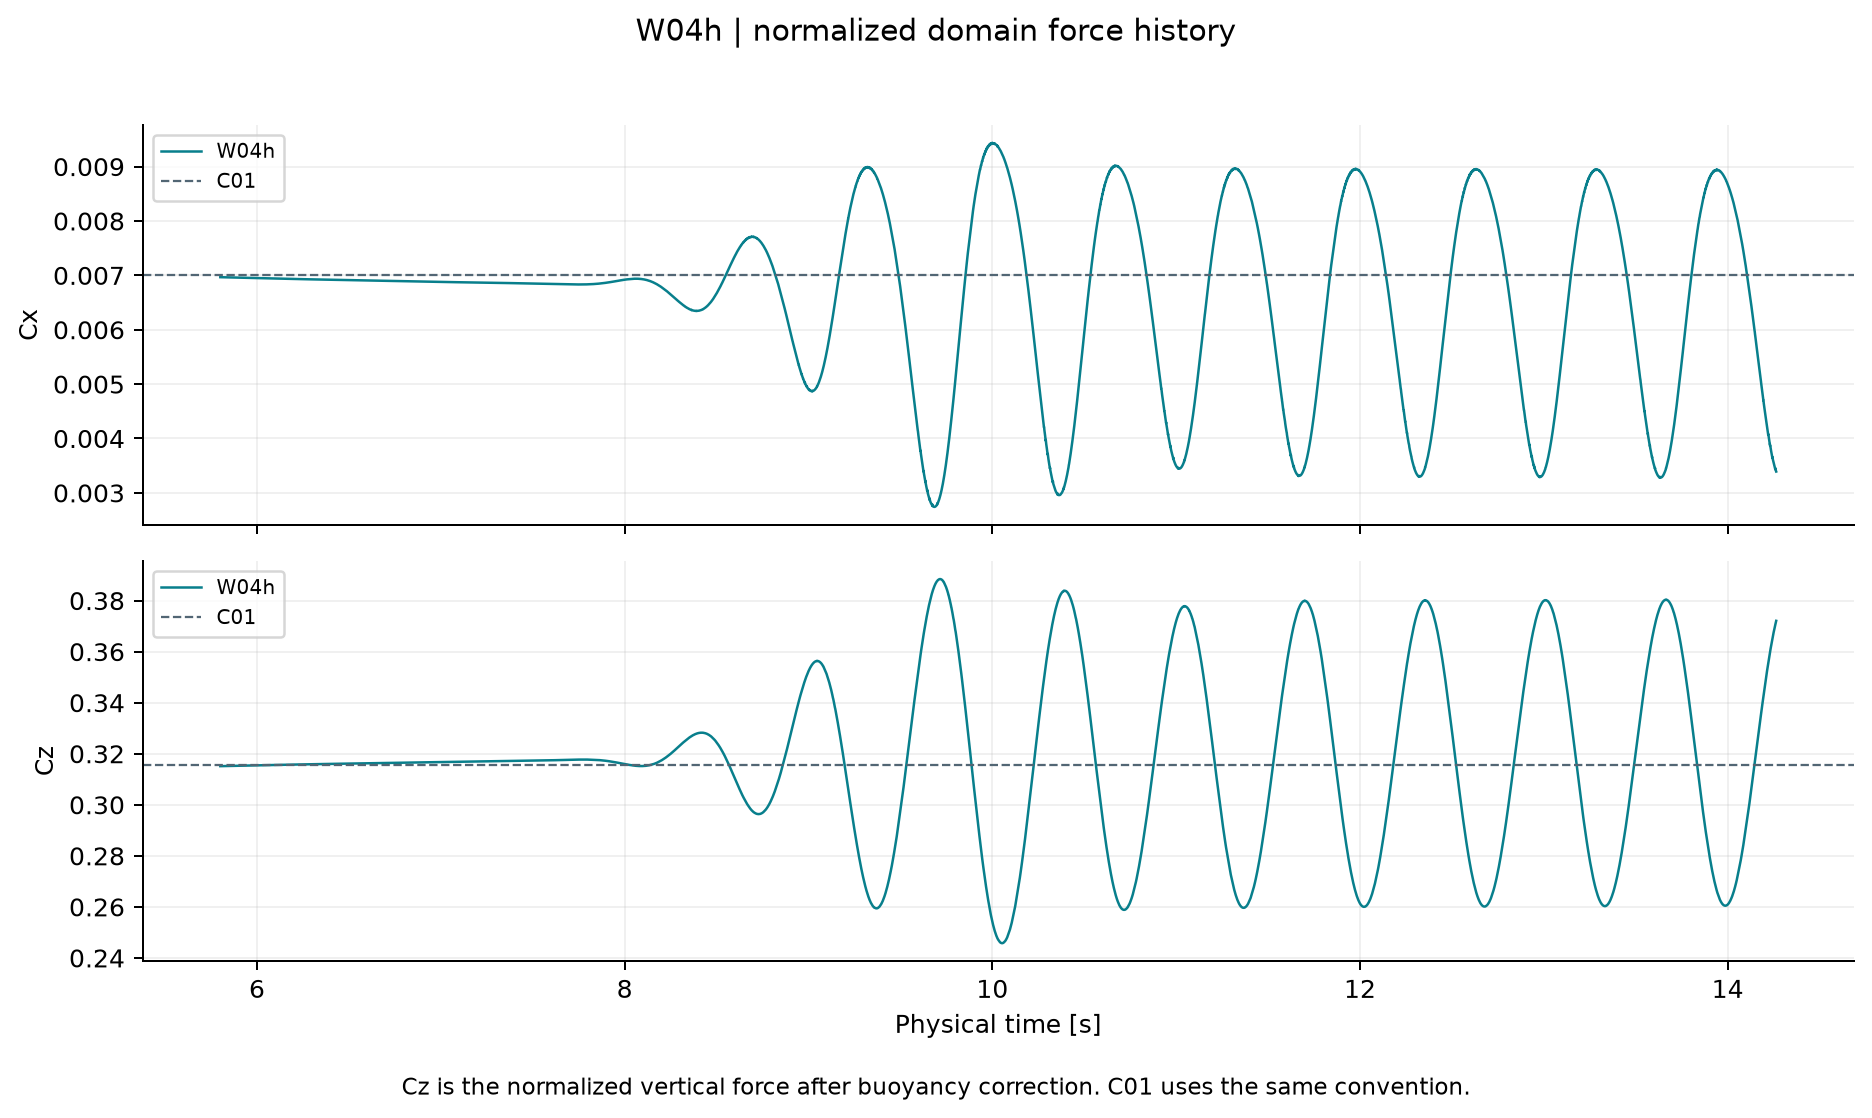 W04h | normalized domain force history
W04h
C01
0.009
0.008
0.007
0.006
0.005
0.004
0.003
Cx
W04h
C01
0.38
0.36
0.34
0.32
0.30
0.28
0.26
0.24
Cz
6 8 10 12 14
Physical time [s]
Cz is the normalized vertical force after buoyancy correction. C01 uses the same convention.